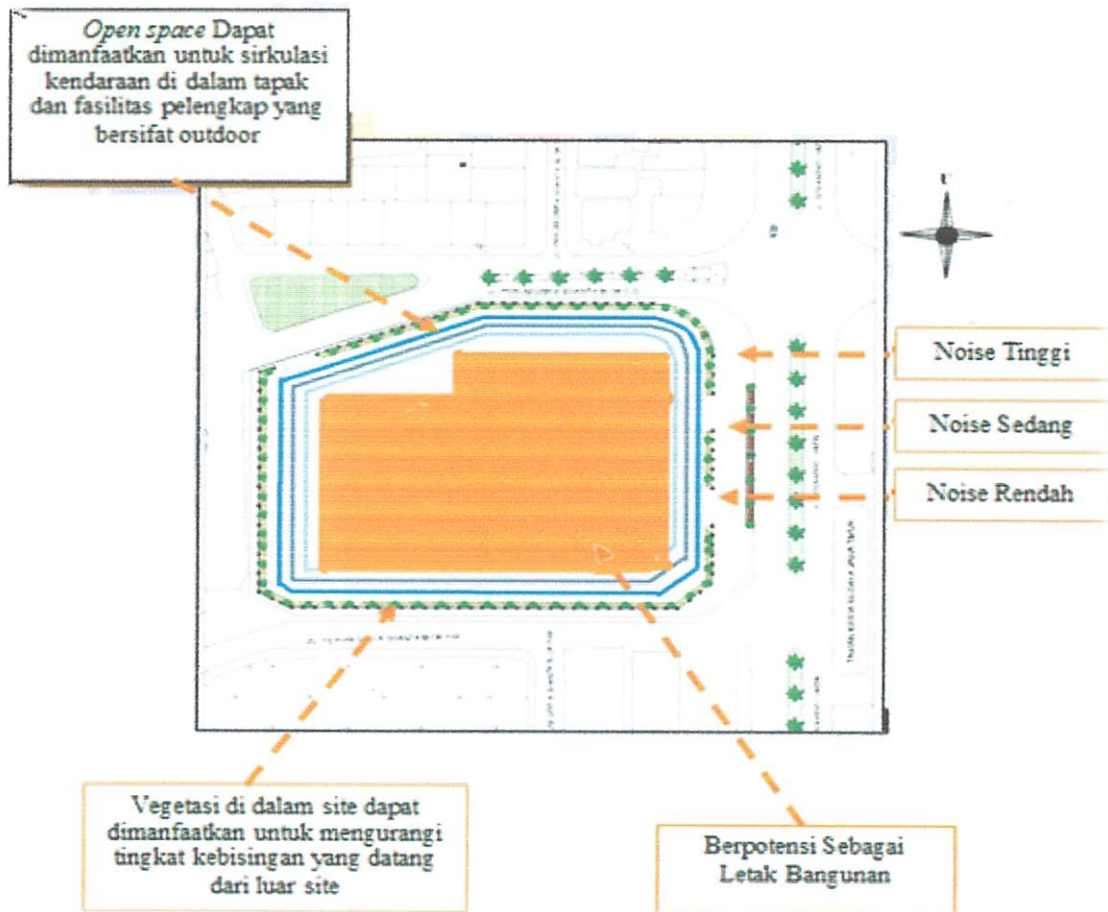 Open space Dapat
dimanfaatkan untuk sirkulasi
kendaraan di dalam tapak
dan fasilitas pelengkap yang
bersifat outdoor
U
Noise Tinggi
Noise Sedang
Noise Rendah
Vegetasi di dalam site dapat
dimanfaatkan untuk mengurangi
tingkat kebisingan yang datang
dari luar site
Berpotensi Sebagai
Letak Bangunan